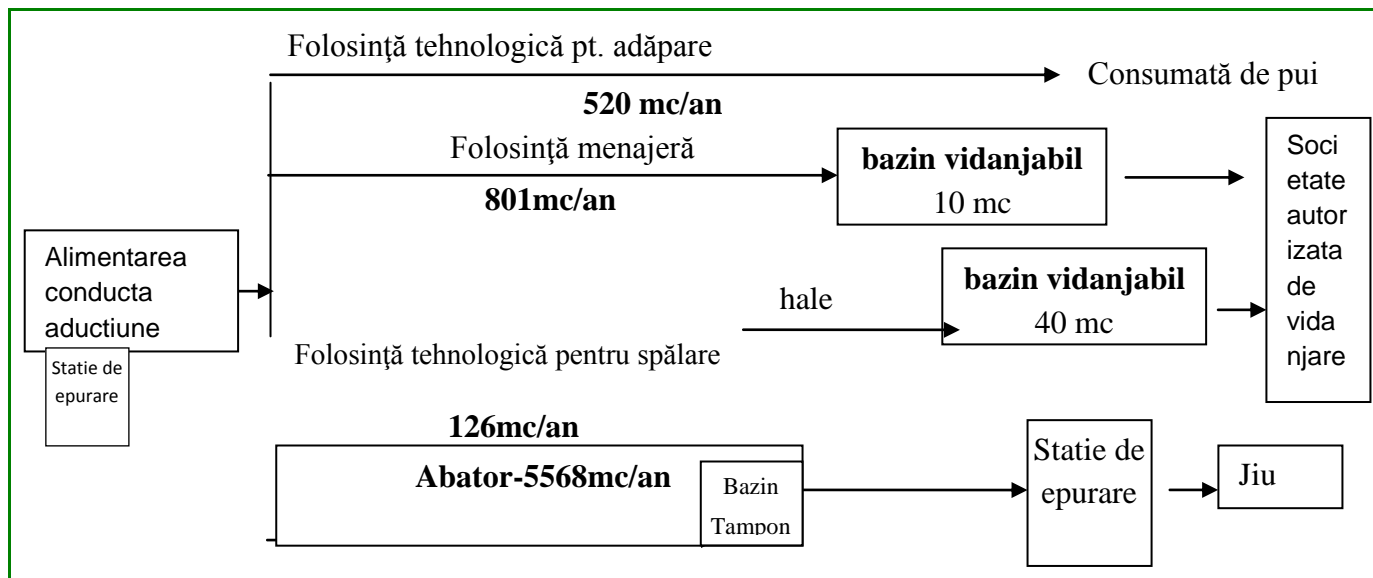 Folosinţă tehnologică pt. adăpare
Consumată de pui
520 mc/an
Folosinţă menajeră
801mc/an
bazin vidanjabil
10 mc
Soci
etate
autor
izata
de
vida
njare
Alimentarea
conducta
aductiune
Statie de
epurare
hale
bazin vidanjabil
40 mc
Folosinţă tehnologică pentru spălare
126mc/an
Abator-5568mc/an
Bazin
Tampon
Statie de
epurare
Jiu